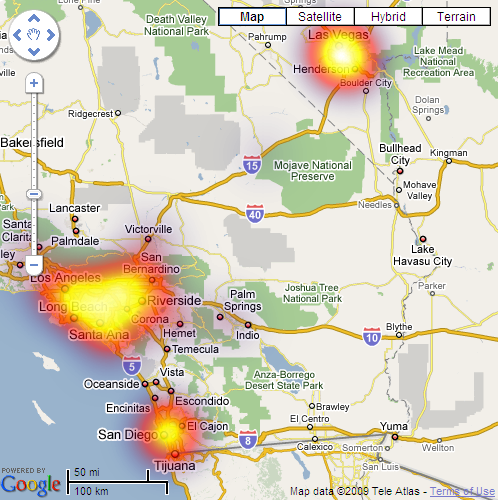 Map
Satellite
Hybrid
Terrain
Death Valley
National Park
Pahrump
Las Vegas
Henderson
Boulder City
Lake Mead
National
Recreation Area
Dolan
Springs
Ridgecrest
Bakersfield
15
Mojave National
Preserve
Bullhead
City
Kingman
Mohave
Valley
Needles
40
Lancaster
Santa
Clarita
Palmdale
Victorville
Lake
Havasu City
San
Bernardino
Los Angeles
Riverside
Long Beach
Corona
Santa Ana
Hemet
Palm
Springs
Indio
Joshua Tree
National Park
Parker
Blythe
10
Temecula
5
Vista
Oceanside
Escondido
Encinitas
Anza-Borrego
Desert State Park
San Diego
El Cajon
8
Brawley
El Centro
Calexico
Yuma
Somerton
Wellton
San Luis
Tijuana
POWERED BY
Google
50 mi
100 km
Map data ©2009 Tele Atlas - Terms of Use